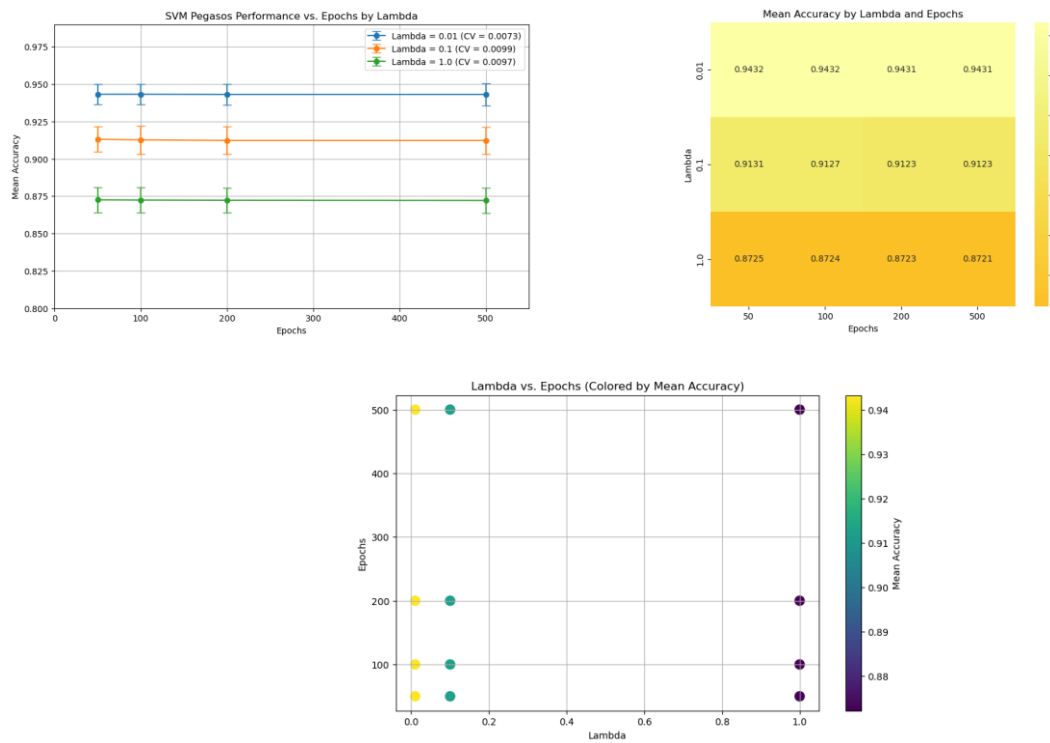 SVM Pegasos Performance vs. Epochs by Lambda
Lambda = 0.01 (CV = 0.0073)
Lambda = 0.1 (CV = 0.0099)
Lambda = 1.0 (CV = 0.0097)
Mean Accuracy
0.975
0.950
0.925
0.900
0.875
0.850
0.825
0.800
0 100 200 300 400 500
Epochs
Mean Accuracy by Lambda and Epochs
Lambda
0.01
0.9432 0.9432 0.9431 0.9431
0.1
0.9131 0.9127 0.9123 0.9123
1.0
0.8725 0.8724 0.8723 0.8721
50 100 200 500
Epochs
Lambda vs. Epochs (Colored by Mean Accuracy)
Epochs
500
400
300
200
100
0.0 0.2 0.4 0.6 0.8 1.0
Lambda
0.94
0.93
0.92
0.91
0.90
0.89
0.88
Mean Accuracy